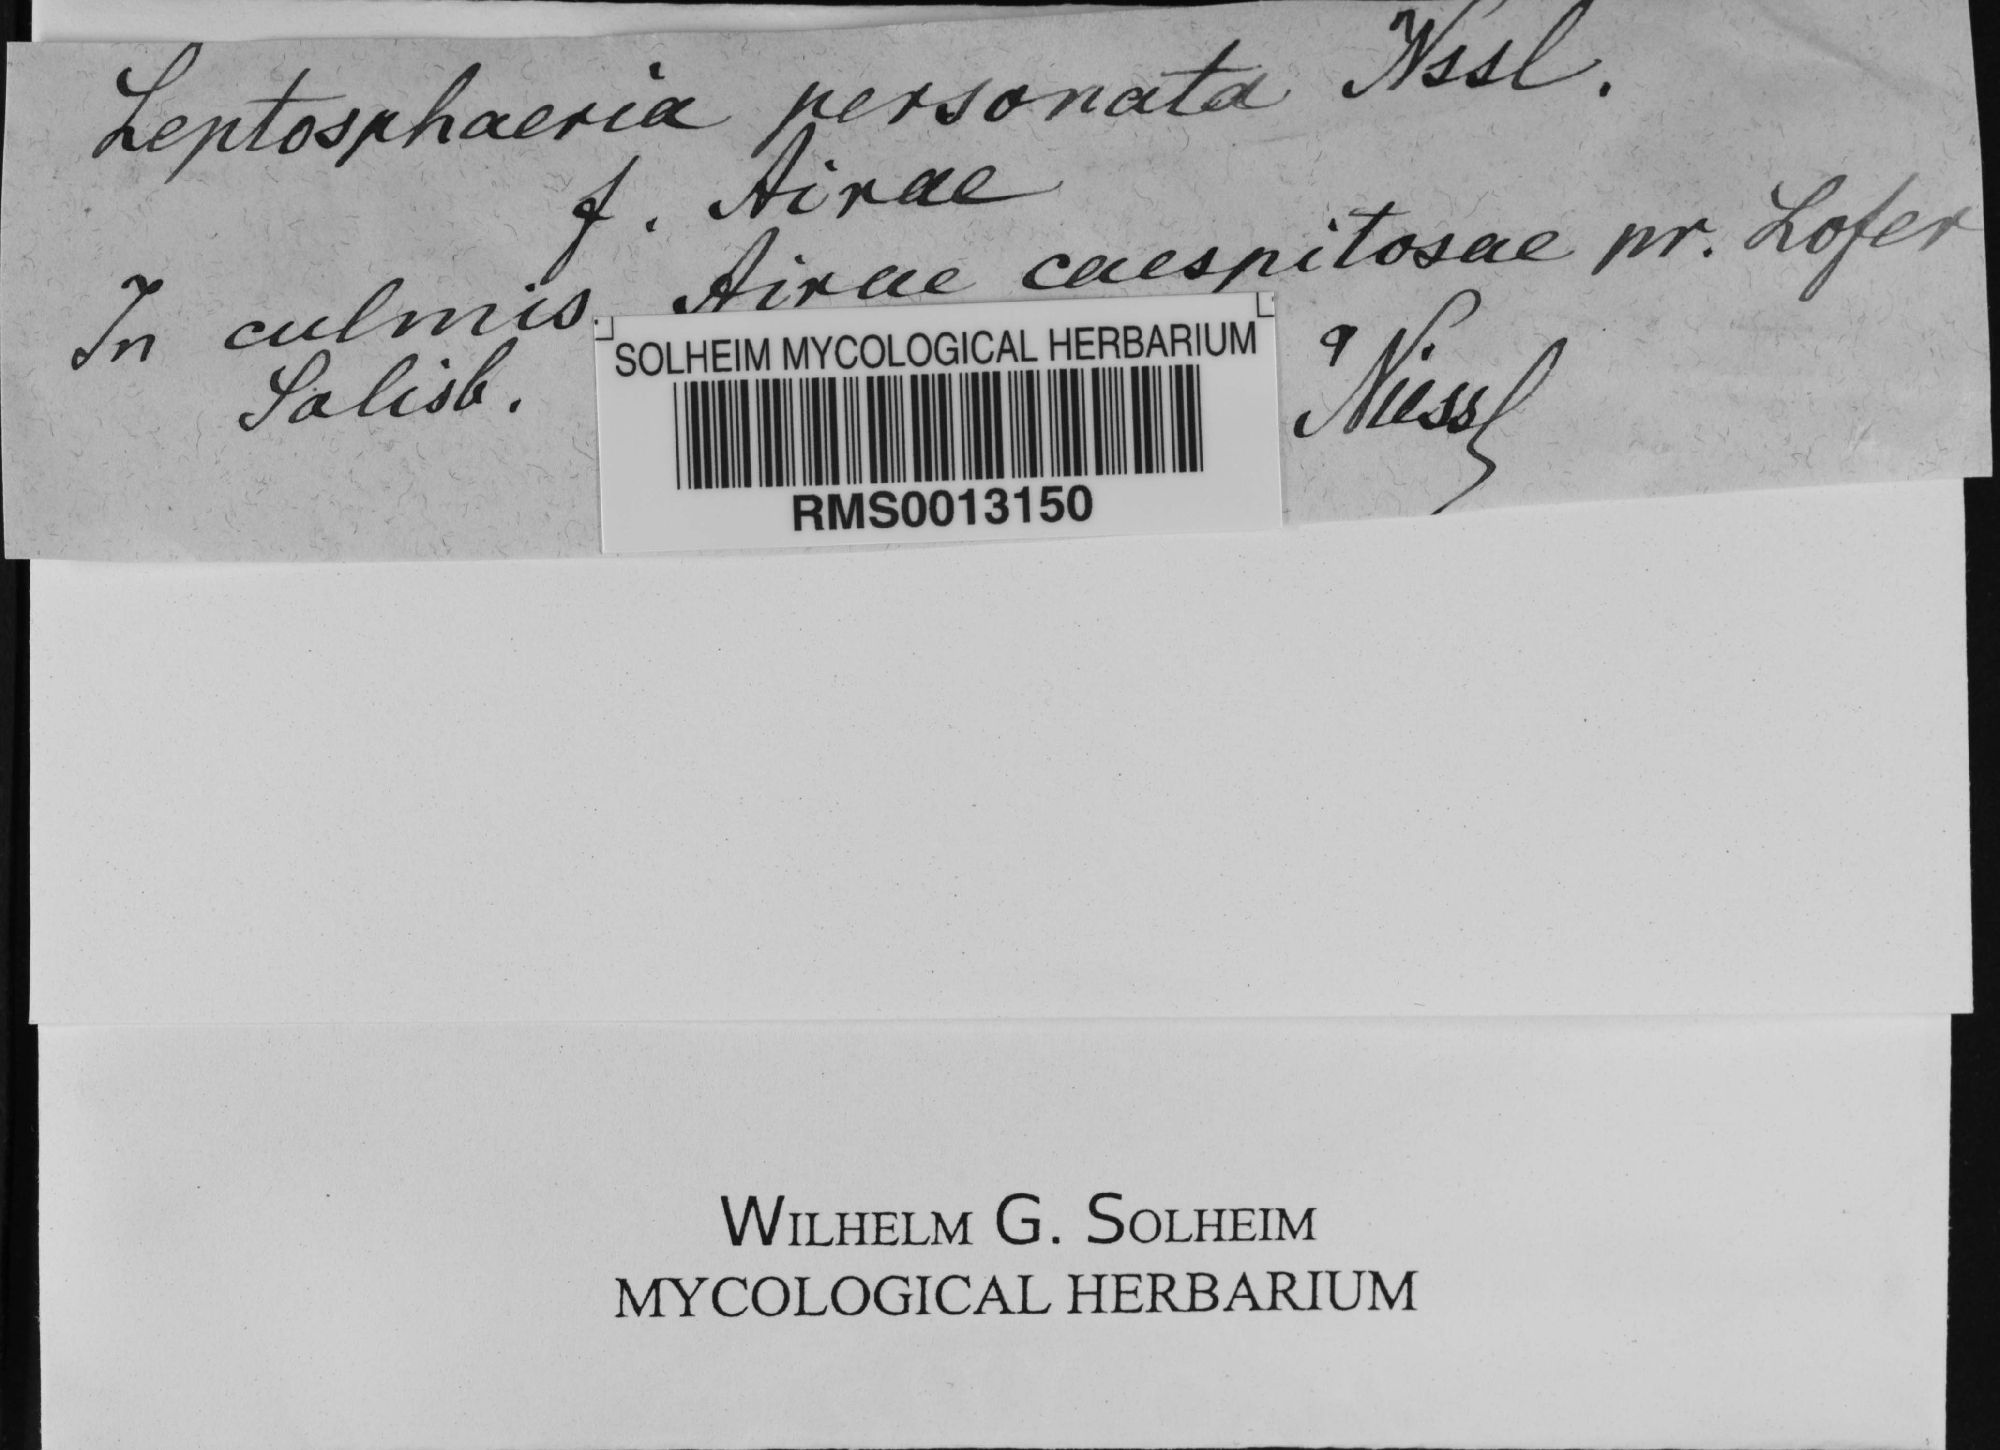 Leptosphaeria personata Nssl.
f. Airae
In culmis Airae caespitosae pr. Lofer
Salisb.
Niessl
SOLHEIM MYCOLOGICAL HERBARIUM
RMS0013150
WILHELM G. SOLHEIM
MYCOLOGICAL HERBARIUM